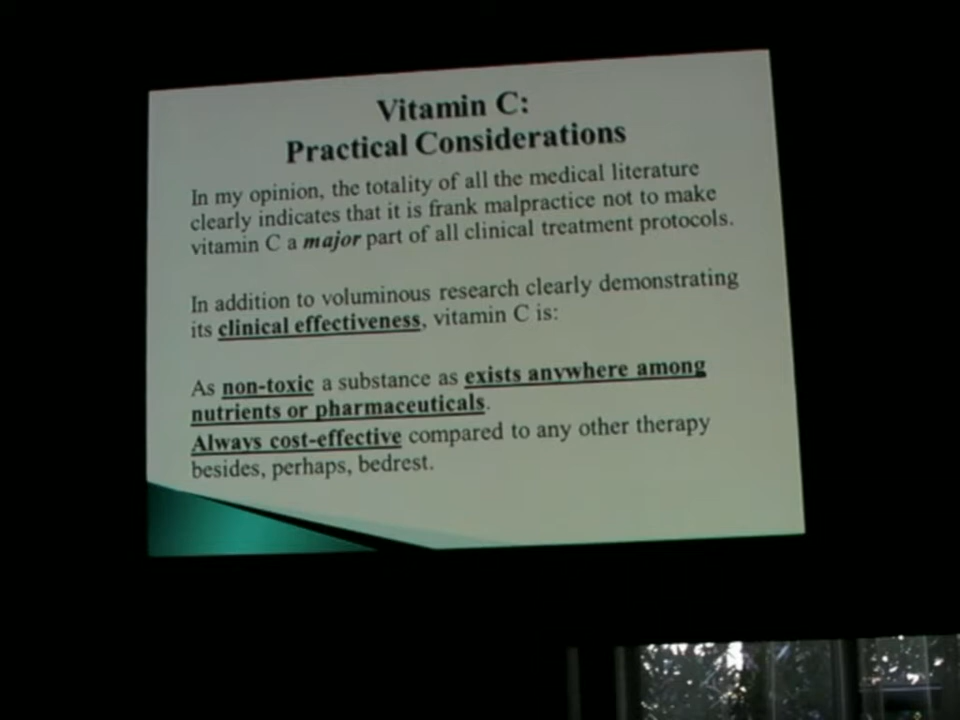 Vitamin C:
Practical Considerations
In my opinion, the totality of all the medical literature
clearly indicates that it is frank malpractice not to make
vitamin C a major part of all clinical treatment protocols.
In addition to voluminous research clearly demonstrating
its clinical effectiveness, vitamin C is:
As non-toxic a substance as exists anywhere among
nutrients or pharmaceuticals.
Always cost-effective compared to any other therapy
besides, perhaps, bedrest.